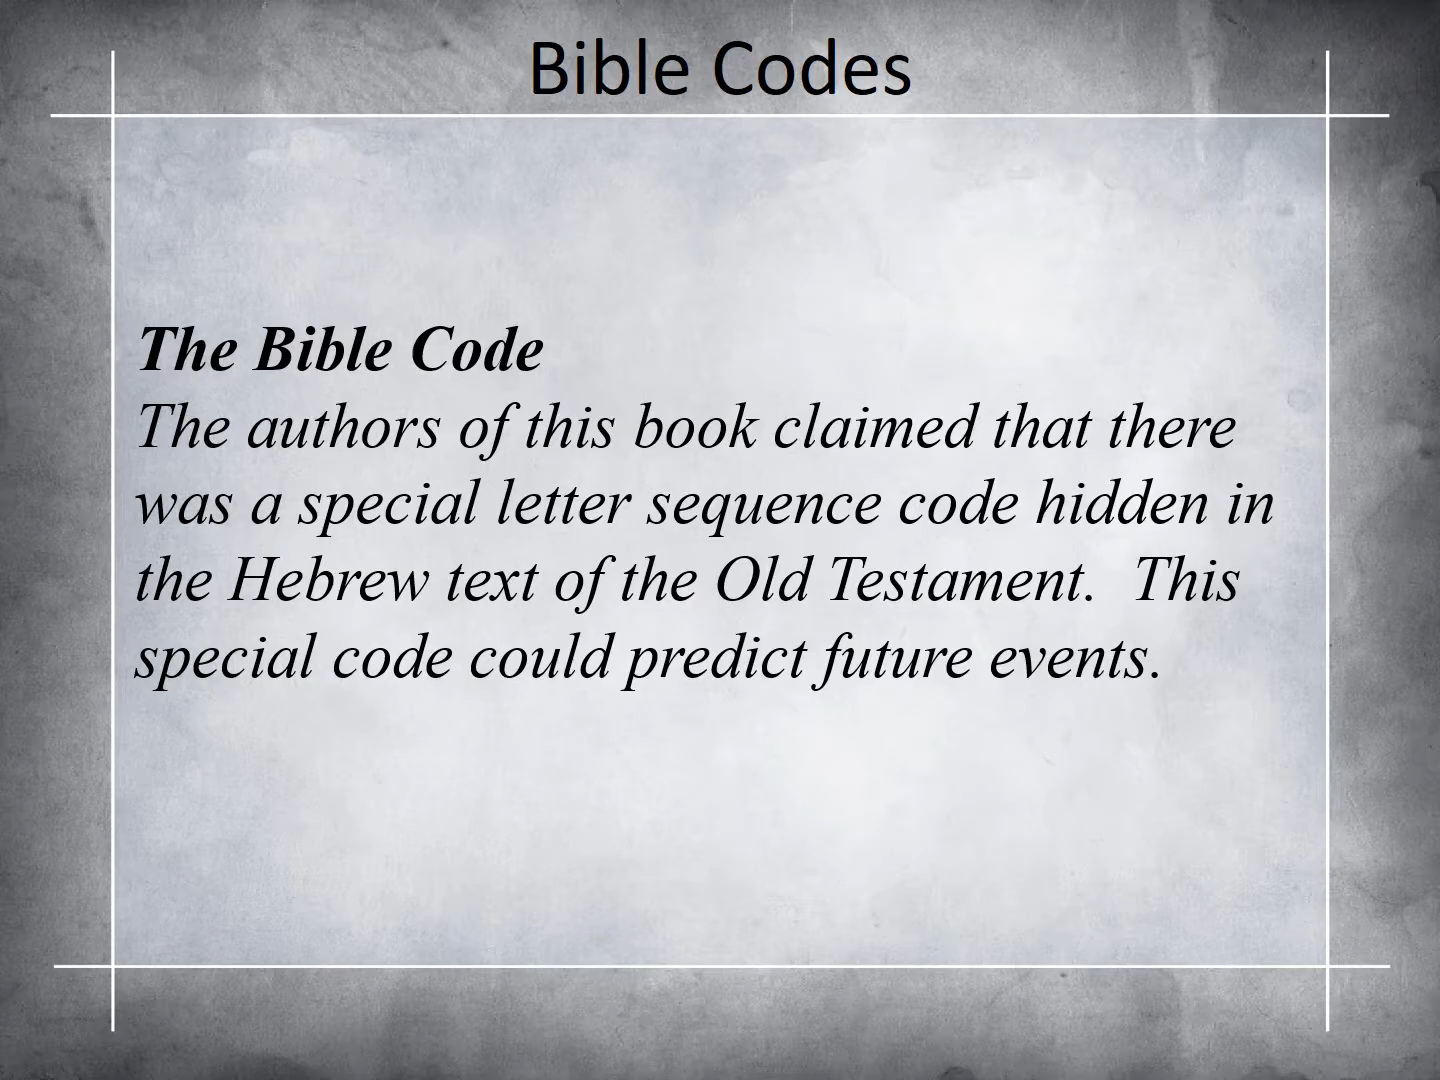 Bible Codes
The Bible Code
The authors of this book claimed that there
was a special letter sequence code hidden in
the Hebrew text of the Old Testament.  This
special code could predict future events.